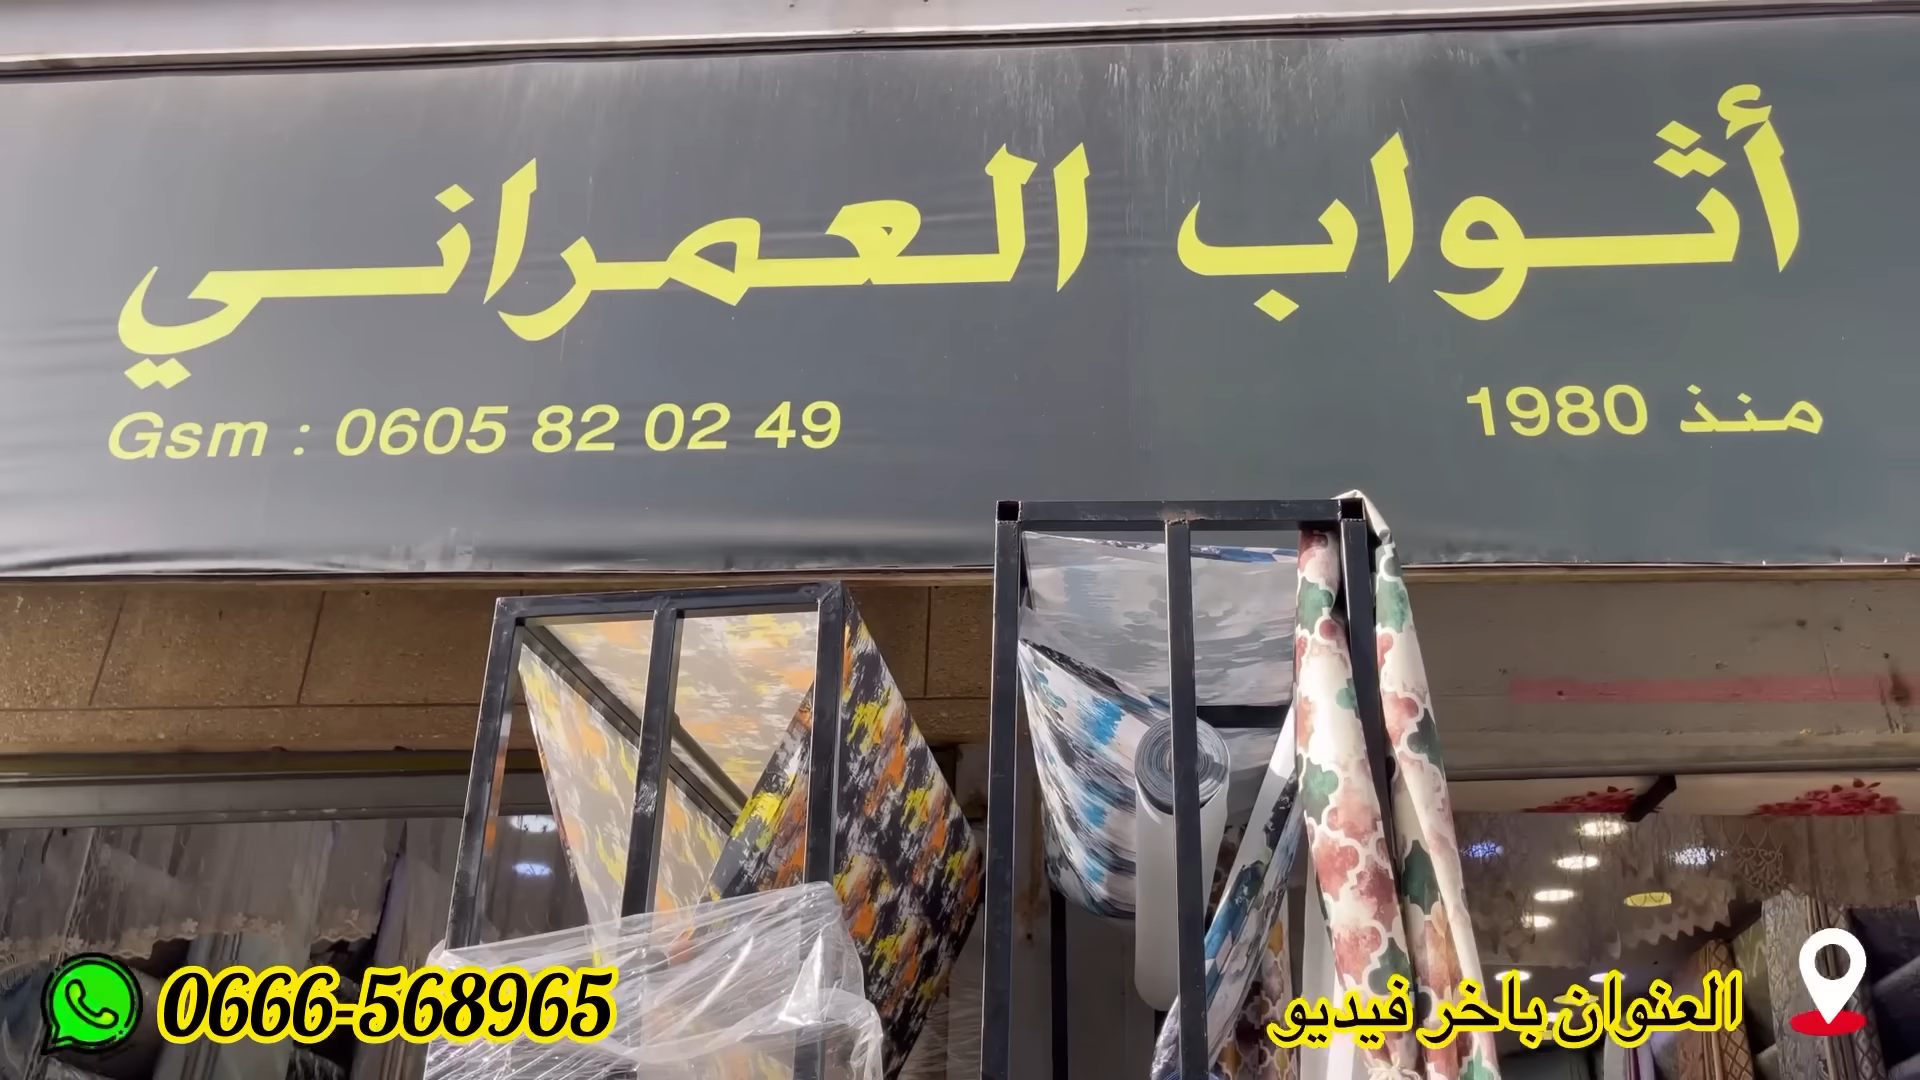 أثواب العمراني
منذ 1980
Gsm : 0605 82 02 49
0666-568965
العنوان باخر فيديو